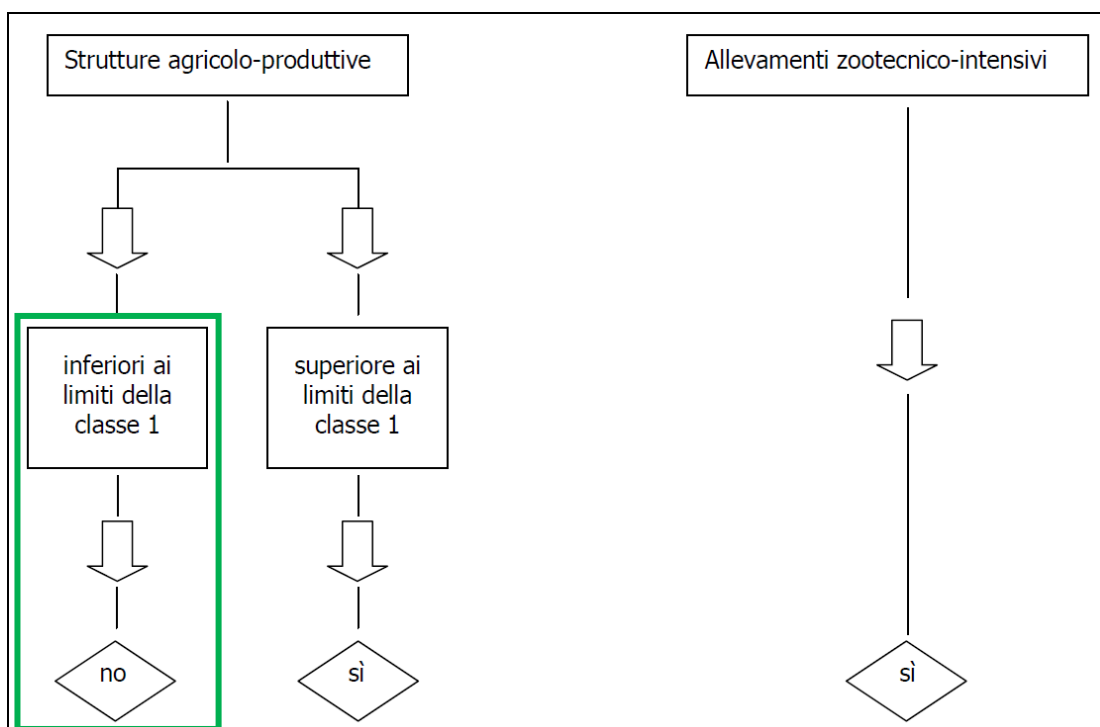 Strutture agricolo-produttive
Allevamenti zootecnico-intensivi
inferiori ai
limiti della
classe 1
superiore ai
limiti della
classe 1
no
sì
sì